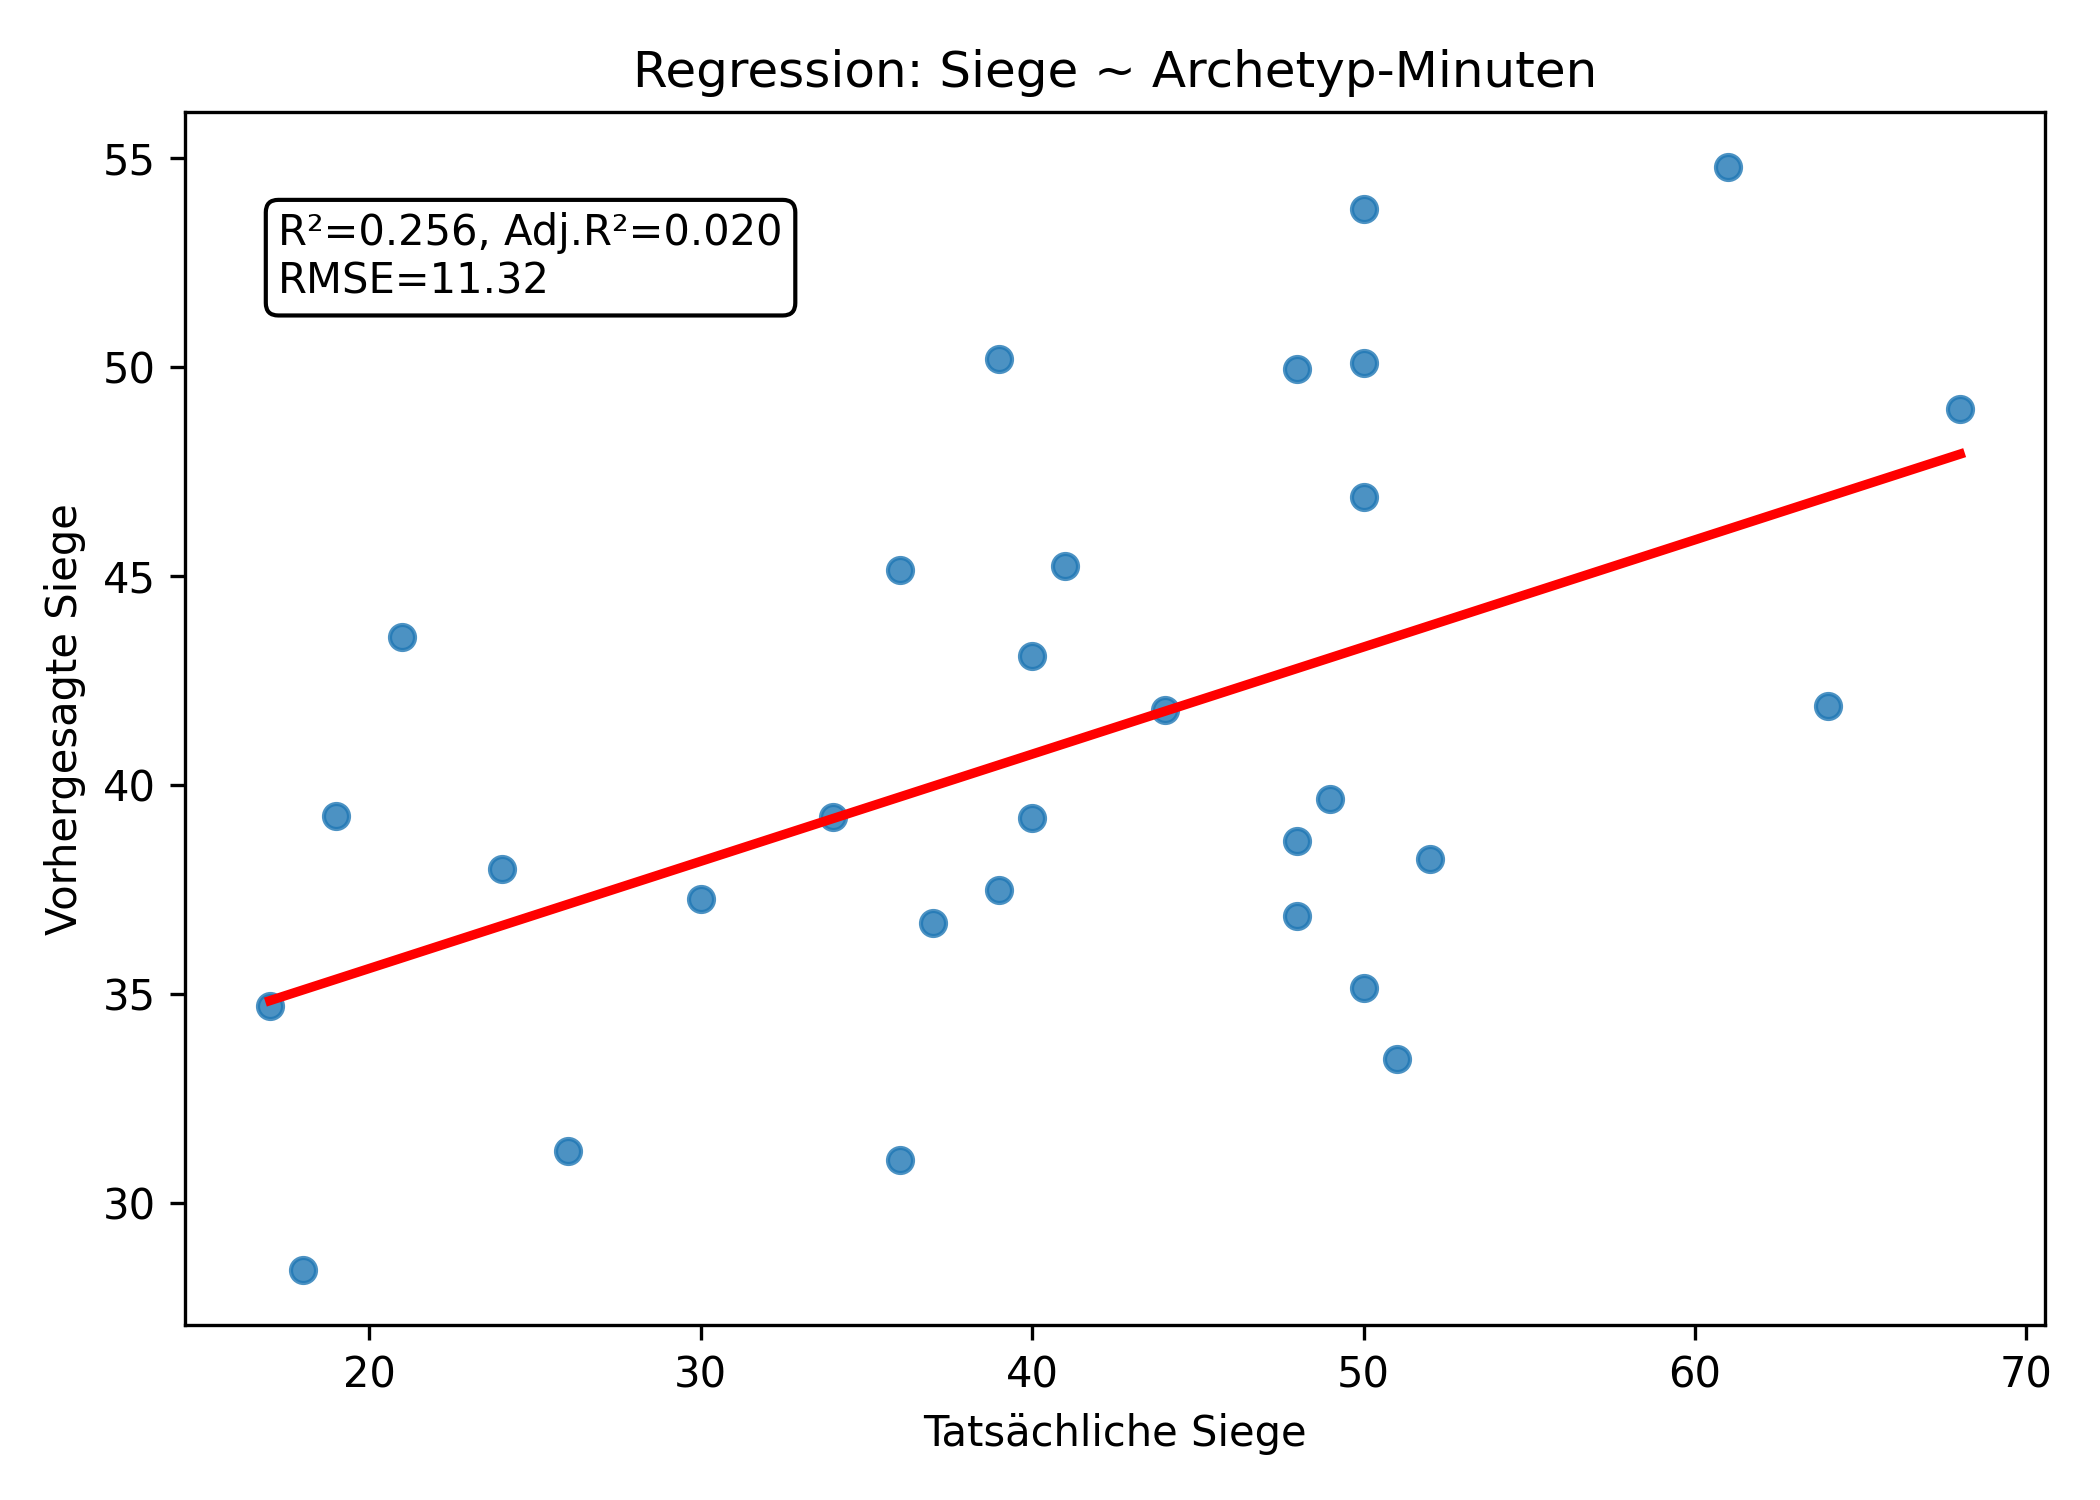 Regression: Siege ~ Archetyp-Minuten
R²=0.256, Adj.R²=0.020
RMSE=11.32
Vorhergesagte Siege
55
50
45
40
35
30
20
30
40
50
60
70
Tatsächliche Siege